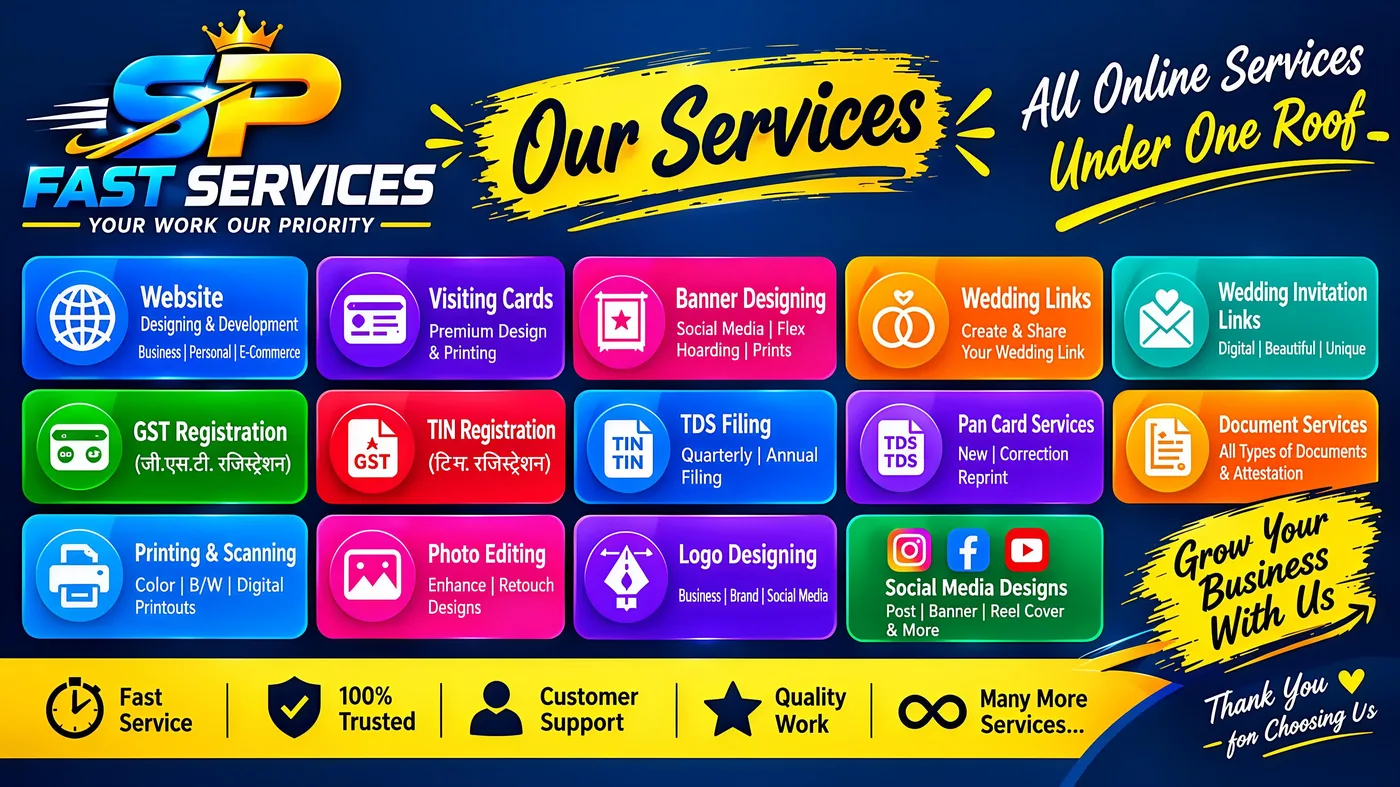 SP
FAST SERVICES
YOUR WORK OUR PRIORITY
Our Services
All Online Services
Under One Roof
Website
Designing & Development
Business | Personal | E-Commerce
Visiting Cards
Premium Design
& Printing
Banner Designing
Social Media | Flex
Hoarding | Prints
Wedding Links
Create & Share
Your Wedding Link
Wedding Invitation
Links
Digital | Beautiful | Unique
GST Registration
(जी.एस.टी. रजिस्ट्रेशन)
GST
TIN Registration
(टिम. रजिस्ट्रेशन)
TIN
TIN
TDS Filing
Quarterly | Annual
Filing
TDS
TDS
Pan Card Services
New | Correction
Reprint
Document Services
All Types of Documents
& Attestation
Printing & Scanning
Color | B/W | Digital
Printouts
Photo Editing
Enhance | Retouch
Designs
Logo Designing
Business | Brand | Social Media
Social Media Designs
Post | Banner | Reel Cover
& More
Grow Your
Business
With Us
Fast
Service
100%
Trusted
Customer
Support
Quality
Work
Many More
Services...
Thank You
fon Choosing Us